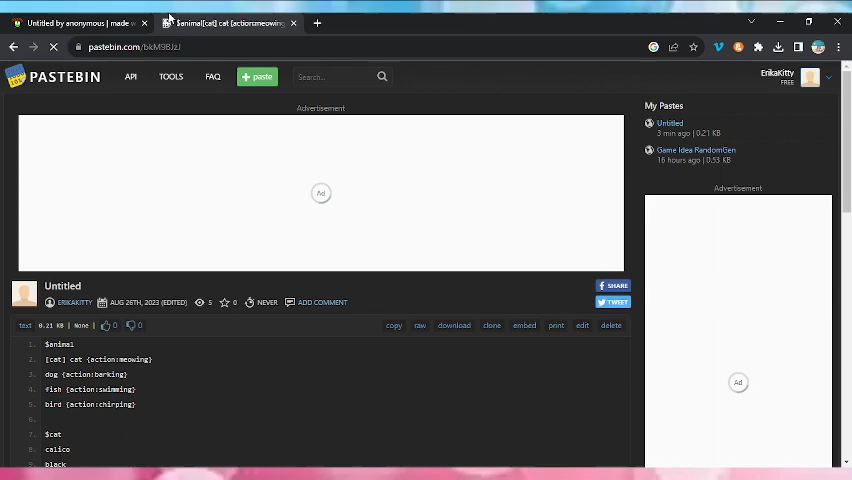 Untitled by anonymous | made w
$animal[cat] cat {action:meowing
pastebin.com/bkM9BJzJ
PASTEBIN
API
TOOLS
FAQ
+ paste
Search...
ErikaKitty
FREE
Advertisement
Ad
My Pastes
Untitled
3 min ago | 0.21 KB
Game Idea RandomGen
16 hours ago | 0.53 KB
Advertisement
Ad
Untitled
ERIKAKITTY
AUG 26TH, 2023 (EDITED)
5
0
NEVER
ADD COMMENT
SHARE
TWEET
text 0.21 KB | None | 0 0
copy raw download clone embed print edit delete
1. $animal
2. [cat] cat {action:meowing}
3. dog {action:barking}
4. fish {action:swimming}
5. bird {action:chirping}
6.
7. $cat
8. calico
9. black